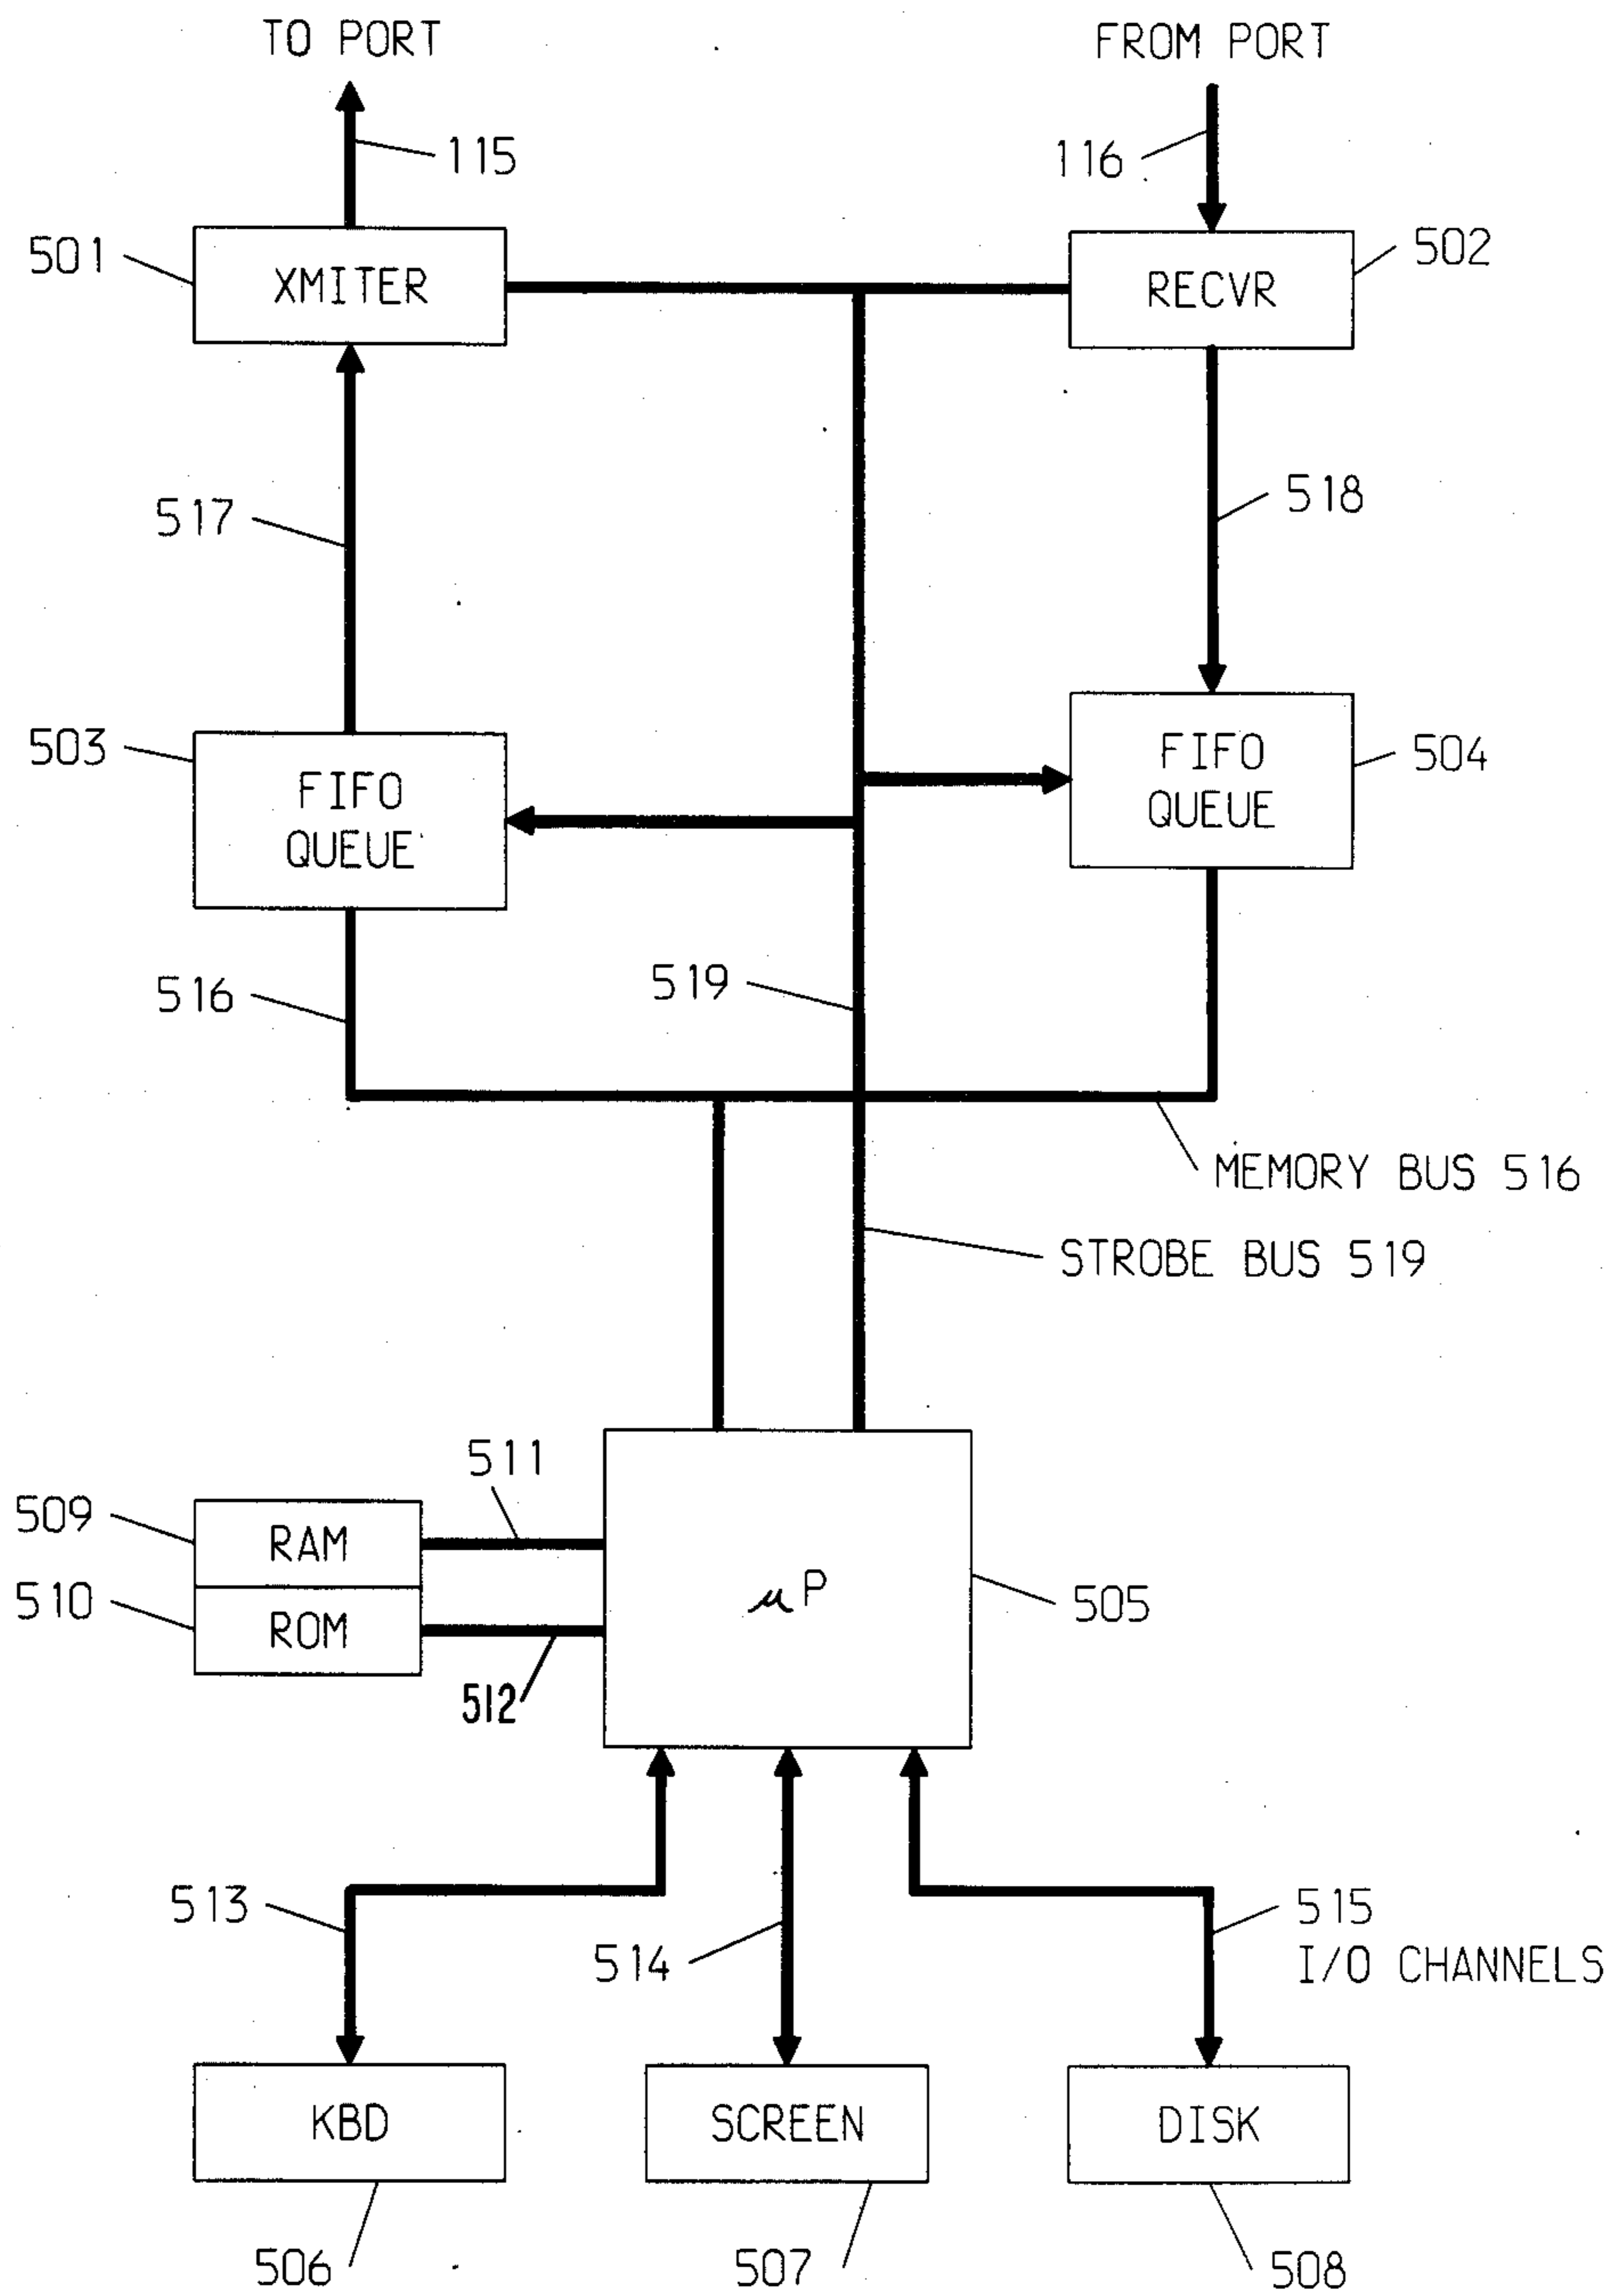 TO PORT
FROM PORT
115
116
501
XMITER
RECVR
502
517
518
503
FIFO
QUEUE
FIFO
QUEUE
504
516
519
MEMORY BUS 516
STROBE BUS 519
511
509
RAM
510
ROM
512
μP
505
513
514
515
I/O CHANNELS
KBD
SCREEN
DISK
506
507
508